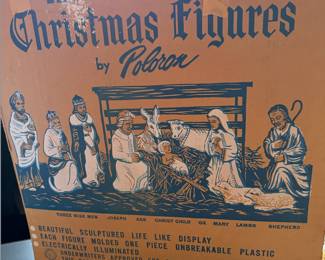 Christmas Figures
by Poloron
THREE WISE MEN JOSEPH ASS CHRIST CHILD OX MARY LAMBS SHEPHERD
BEAUTIFUL SCULPTURED LIFE LIKE DISPLAY
EACH FIGURE MOLDED ONE PIECE UNBREAKABLE PLASTIC
ELECTRICALLY ILLUMINATED
UNDERWRITERS APPROVED